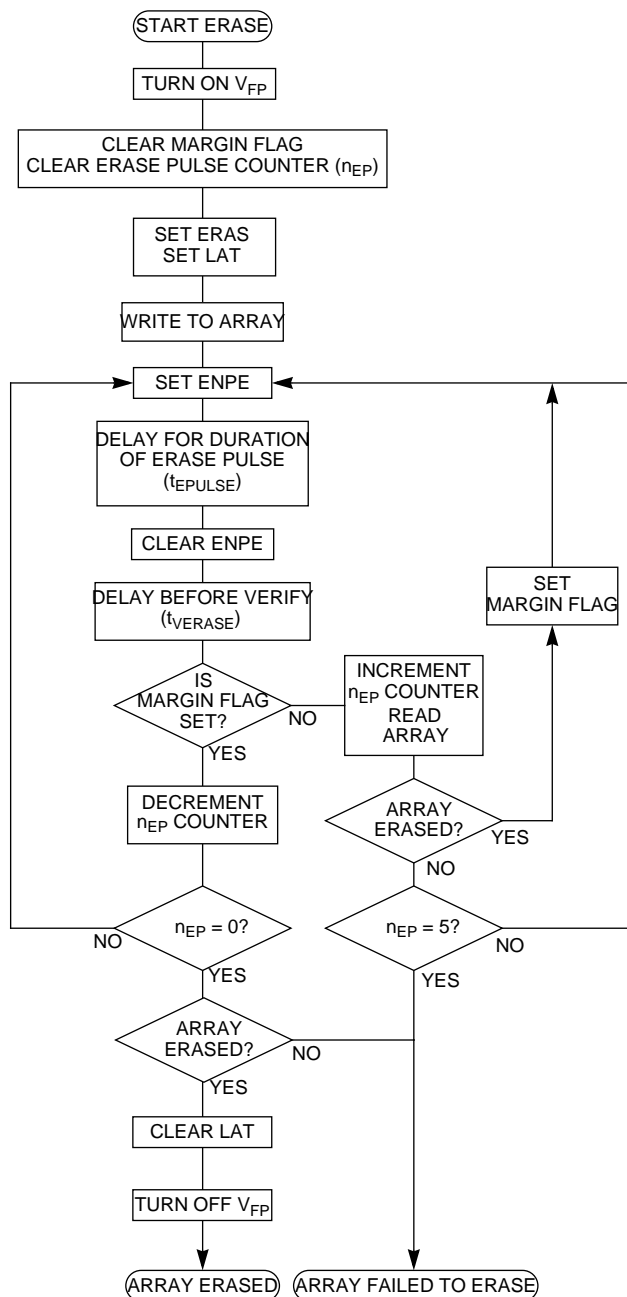 START ERASE
TURN ON VFP
CLEAR MARGIN FLAG
CLEAR ERASE PULSE COUNTER (nEP)
SET ERAS
SET LAT
WRITE TO ARRAY
SET ENPE
DELAY FOR DURATION
OF ERASE PULSE
(tEPULSE)
CLEAR ENPE
DELAY BEFORE VERIFY
(tVERASE)
SET
MARGIN FLAG
IS
MARGIN FLAG
SET?
NO
YES
INCREMENT
nEP COUNTER
READ
ARRAY
DECREMENT
nEP COUNTER
ARRAY
ERASED?
YES
NO
nEP = 0?
NO
YES
nEP = 5?
NO
YES
ARRAY
ERASED?
NO
YES
CLEAR LAT
TURN OFF VFP
ARRAY ERASED
ARRAY FAILED TO ERASE